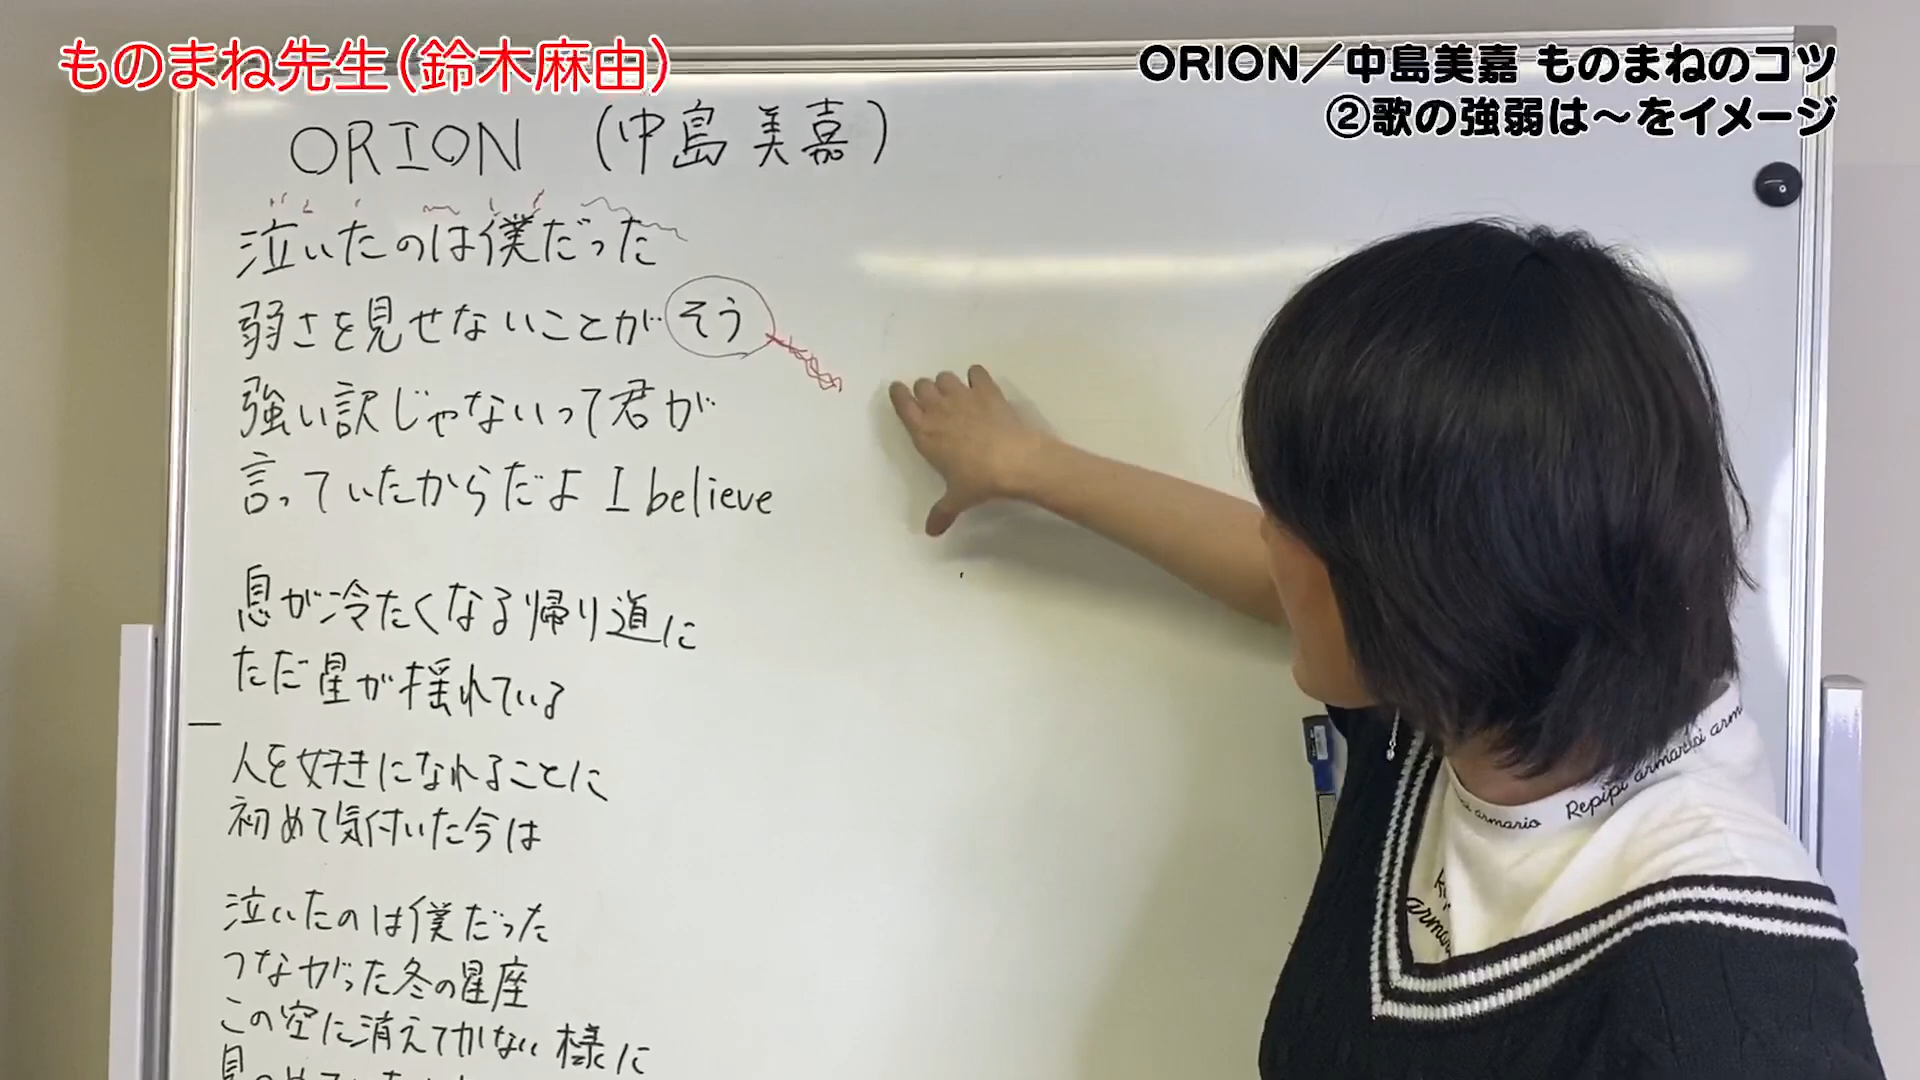 ものまね先生(鈴木麻由)
ORION／中島美嘉 ものまねのコツ
②歌の強弱は～をイメージ
ORION (中島美嘉)
泣いたのは僕だった
弱さを見せないことがそう
強い訳じゃないって君が
言っていたからだよ I believe
息が冷たくなる帰り道に
ただ星が揺れている
人を好きになれることに
初めて気付いた今は
泣いたのは僕だった
つながった冬の星座
この空に消えてかない様に
Repipi armario
armario